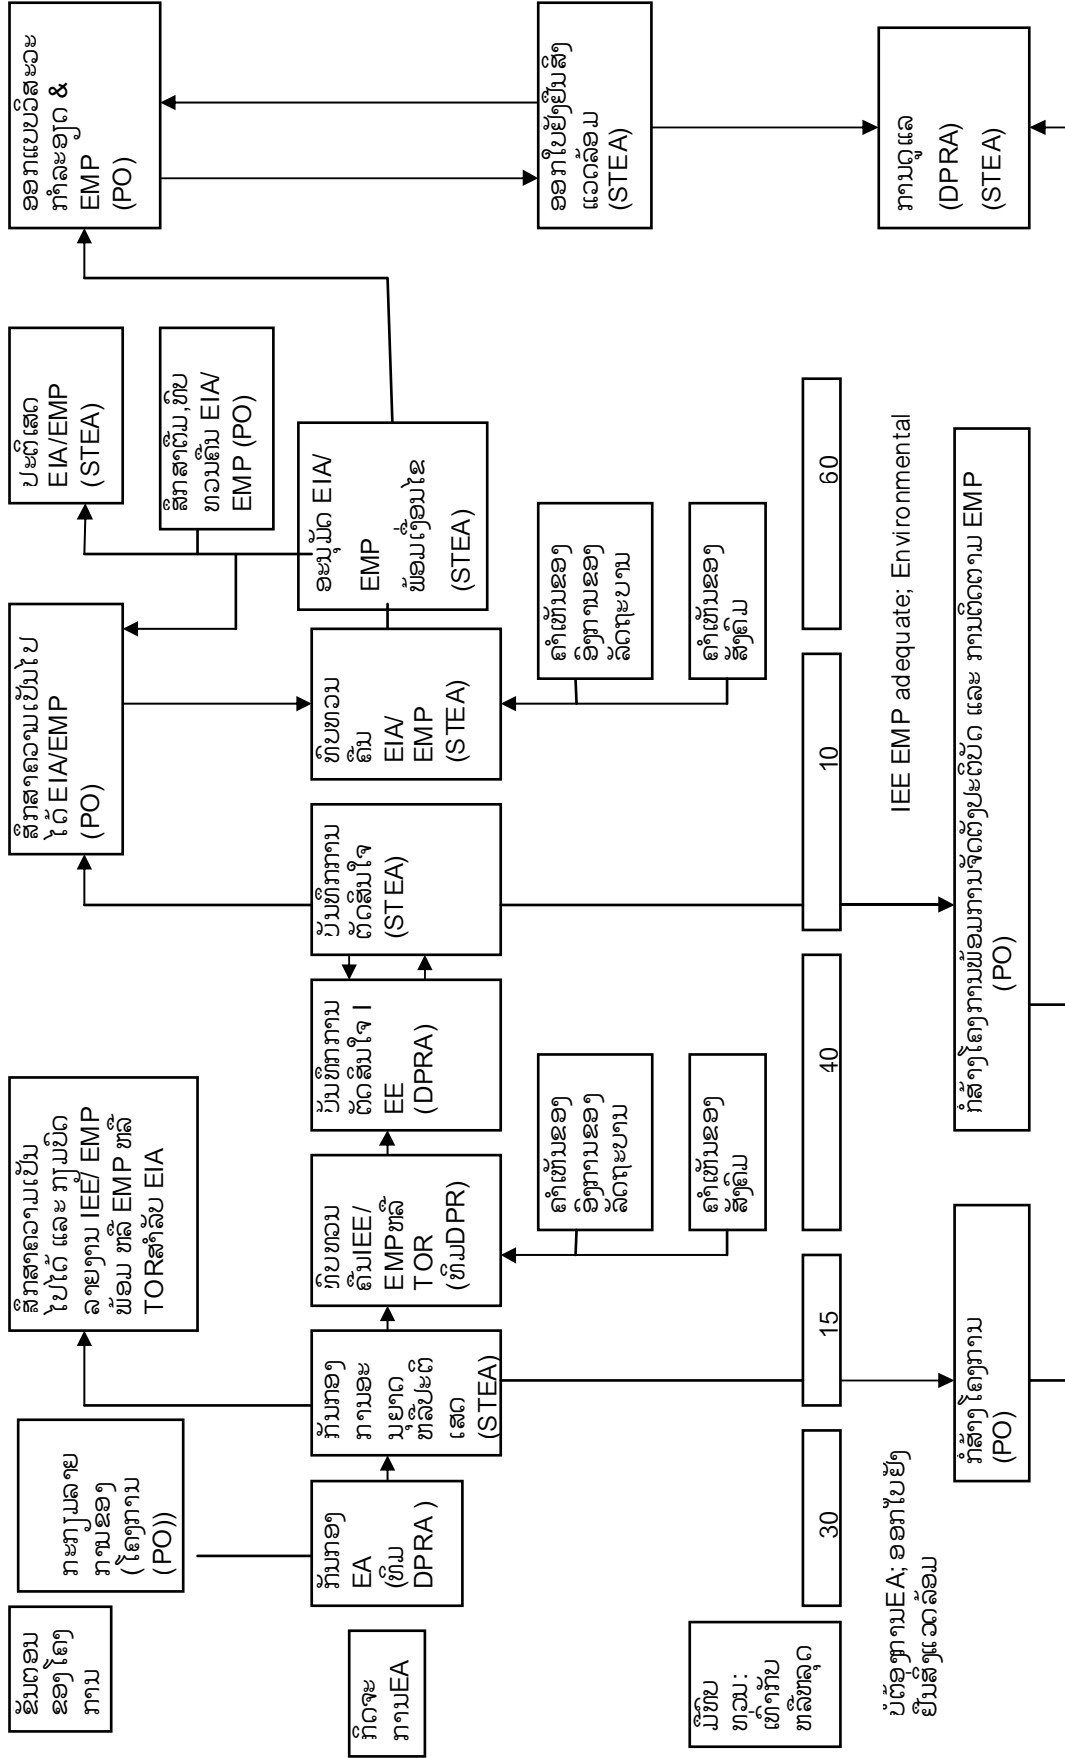 ຂັ້ນຕອນ
ຂອງໂຄງ
ການ
ກະກຽມລາຍ
ການຂອງ
(ໂຄງການ
(PO))
ສຶກສາຄວາມເປັນ
ໄປໄດ້ ແລະ ກຽມບົດ
ລາຍງານ IEE/ EMP
ພ້ອມ ຫລື EMP ຫລື
TORສຳລັບ EIA
ສຶກສາຄວາມເປັນໄປ
ໄດ້ EIA/EMP
(PO)
ປະຕິເສດ
EIA/EMP
(STEA)
ສຶກສາຕື່ມ,ທົບ
ທວນຄືນ EIA/
EMP (PO)
ອອກແບບວິສະວະ
ກຳລະອຽດ &
EMP
(PO)
ກິດຈະ
ການEA
ກັ່ນກອງ
EA
(ທີມ
DPRA )
ກັ່ນກອງ
ການອະ
ນຸຍາດ
ຫລືປະຕິ
ເສດ
(STEA)
ທົບທວນ
ຄືນIEE/
EMPຫລື
TOR
(ທີມDPR)
ບັນທຶກການ
ຕັດສິນໃຈ I
EE
(DPRA)
ບັນທຶກການ
ຕັດສິນໃຈ
(STEA)
ທົບທວນ
ຄືນ
EIA/
EMP
(STEA)
ອະນຸມັດ EIA/
EMP
ພ້ອມເງື່ອນໄຂ
(STEA)
ຄຳເຫັນຂອງ
ອົງການຂອງ
ລັດຖະບານ
ຄຳເຫັນຂອງ
ສັງຄົມ
ຄຳເຫັນຂອງ
ອົງການຂອງ
ລັດຖະບານ
ຄຳເຫັນຂອງ
ສັງຄົມ
ອອກໃບຢັ້ງຢືນສິ່ງ
ແວດລ້ອມ
(STEA)
ມື້ທົບ
ທວນ:
ເທົ່າກັບ
ຫລືຫລຸດ
30
15
40
10
60
ບໍ່ຕ້ອງການEA; ອອກໃບຢັ້ງ
ຢືນສິ່ງແວດລ້ອມ
IEE EMP adequate; Environmental
ກໍ່ສ້າງໂຄງການ
(PO)
ກໍ່ສ້າງໂຄງການພ້ອມການຈັດຕັ້ງປະຕິບັດ ແລະ ການຕິດຕາມ EMP
(PO)
ການດູແລ
(DPRA)
(STEA)